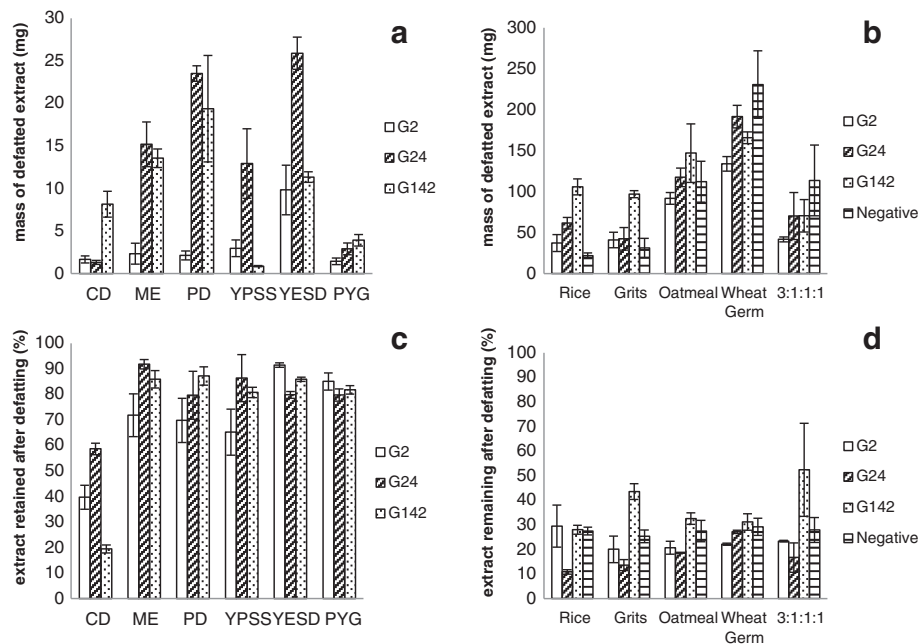 a
mass of defatted extract (mg)
30
25
20
15
10
5
0
CD ME PD YPSS YESD PYG
G2
G24
G142
b
mass of defatted extract (mg)
300
250
200
150
100
50
0
Rice Grits Oatmeal Wheat Germ 3:1:1:1
G2
G24
G142
Negative
c
extract retained after defatting (%)
100
90
80
70
60
50
40
30
20
10
0
CD ME PD YPSS YESD PYG
G2
G24
G142
d
extract remaining after defatting (%)
100
90
80
70
60
50
40
30
20
10
0
Rice Grits Oatmeal Wheat Germ 3:1:1:1
G2
G24
G142
Negative